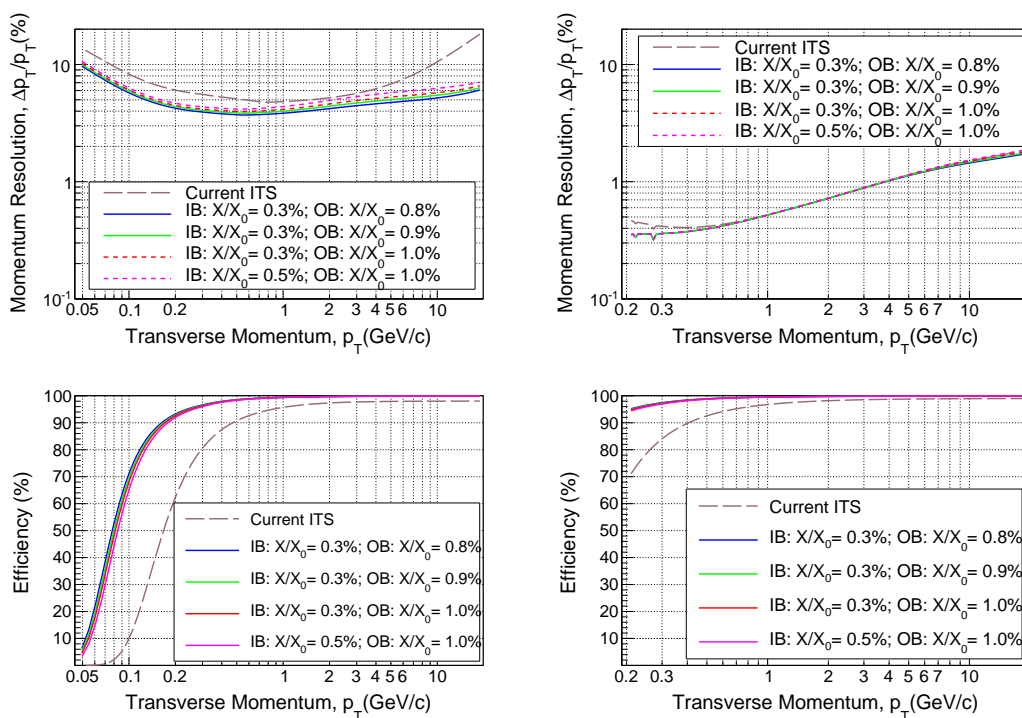 Momentum Resolution, Δp_T/p_T(%)
10
1
10^-1
Current ITS
IB: X/X_0= 0.3%; OB: X/X_0= 0.8%
IB: X/X_0= 0.3%; OB: X/X_0= 0.9%
IB: X/X_0= 0.3%; OB: X/X_0= 1.0%
IB: X/X_0= 0.5%; OB: X/X_0= 1.0%
0.05 0.1 0.2 1 2 3 4 5 6 10
Transverse Momentum, p_T(GeV/c)
Momentum Resolution, Δp_T/p_T(%)
10
1
10^-1
Current ITS
IB: X/X_0= 0.3%; OB: X/X_0= 0.8%
IB: X/X_0= 0.3%; OB: X/X_0= 0.9%
IB: X/X_0= 0.3%; OB: X/X_0= 1.0%
IB: X/X_0= 0.5%; OB: X/X_0= 1.0%
0.2 0.3 1 2 3 4 5 6 7 10
Transverse Momentum, p_T(GeV/c)
Efficiency (%)
100
90
80
70
60
50
40
30
20
10
Current ITS
IB: X/X_0= 0.3%; OB: X/X_0= 0.8%
IB: X/X_0= 0.3%; OB: X/X_0= 0.9%
IB: X/X_0= 0.3%; OB: X/X_0= 1.0%
IB: X/X_0= 0.5%; OB: X/X_0= 1.0%
0.05 0.1 0.2 1 2 3 4 5 6 10
Transverse Momentum, p_T(GeV/c)
Efficiency (%)
100
90
80
70
60
50
40
30
20
10
Current ITS
IB: X/X_0= 0.3%; OB: X/X_0= 0.8%
IB: X/X_0= 0.3%; OB: X/X_0= 0.9%
IB: X/X_0= 0.3%; OB: X/X_0= 1.0%
IB: X/X_0= 0.5%; OB: X/X_0= 1.0%
0.2 0.3 1 2 3 4 5 6 7 10
Transverse Momentum, p_T(GeV/c)